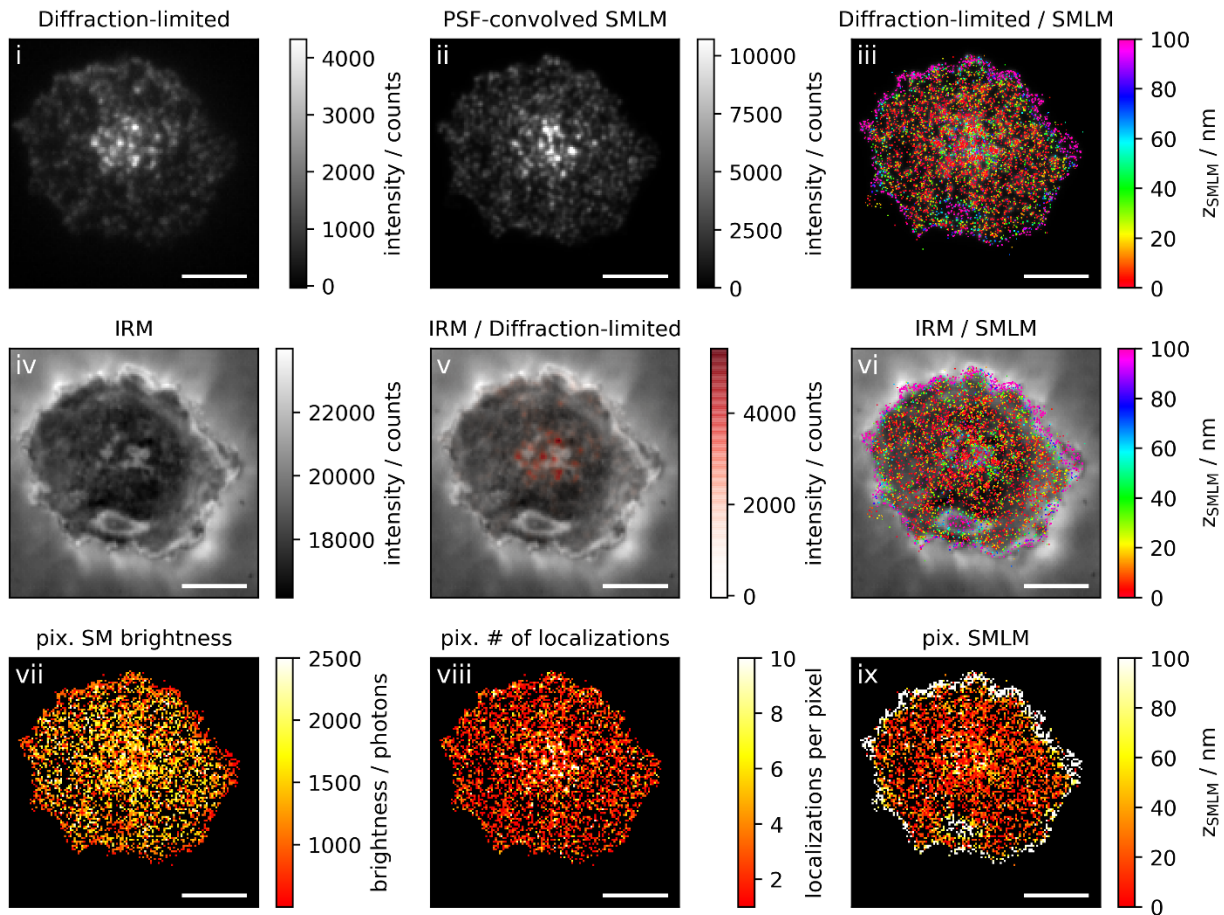 Diffraction-limited
PSF-convolved SMLM
Diffraction-limited / SMLM
i
4000
3000
2000
1000
0
intensity / counts
ii
10000
7500
5000
2500
0
intensity / counts
iii
100
80
60
40
20
0
zSMLM / nm
IRM
IRM / Diffraction-limited
IRM / SMLM
iv
22000
20000
18000
intensity / counts
v
4000
2000
0
intensity / counts
vi
100
80
60
40
20
0
zSMLM / nm
pix. SM brightness
pix. # of localizations
pix. SMLM
vii
2500
2000
1500
1000
brightness / photons
viii
10
8
6
4
2
localizations per pixel
ix
100
80
60
40
20
0
zSMLM / nm